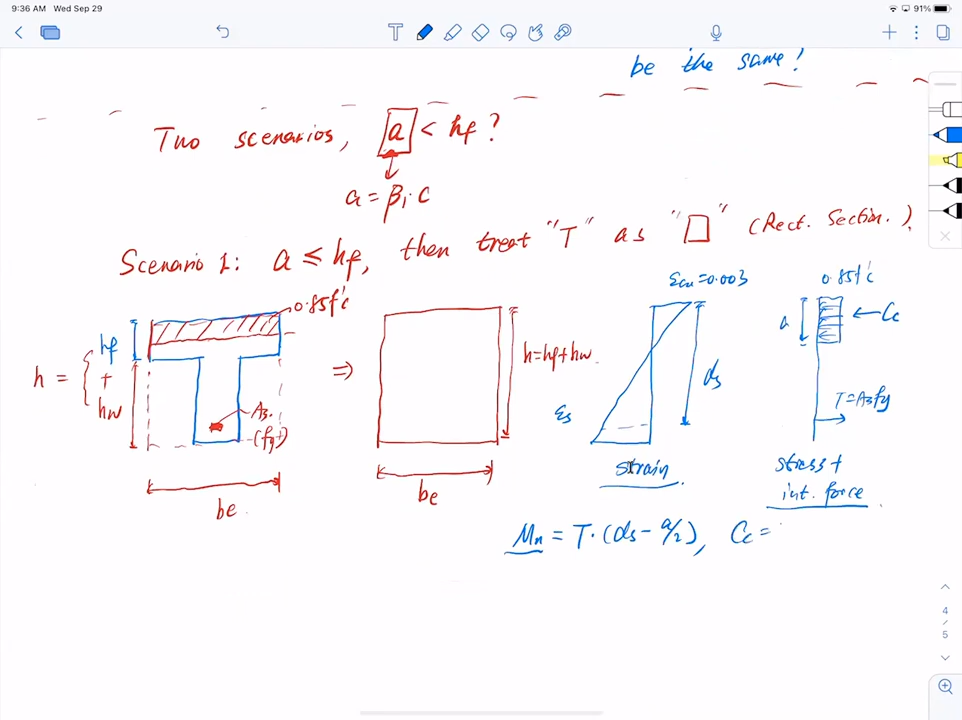 9:36 AM Wed Sep 29
91%
T
be the same?
Two scenarios, a < hf ?
a = β₁·c
Scenario 1: a ≤ hf, then treat "T" as "□" (Rect. Section.),
εcu=0.003
0.85f'c
0.85f'c
hf
a
← Cc
h = { +
hw
⇒
h=hf+hw
ds
As.
(fy)
εs
T=Asfy
strain
stress+
int. force
be
be
Mn = T·(ds - a/2), Cc =
4
/
5